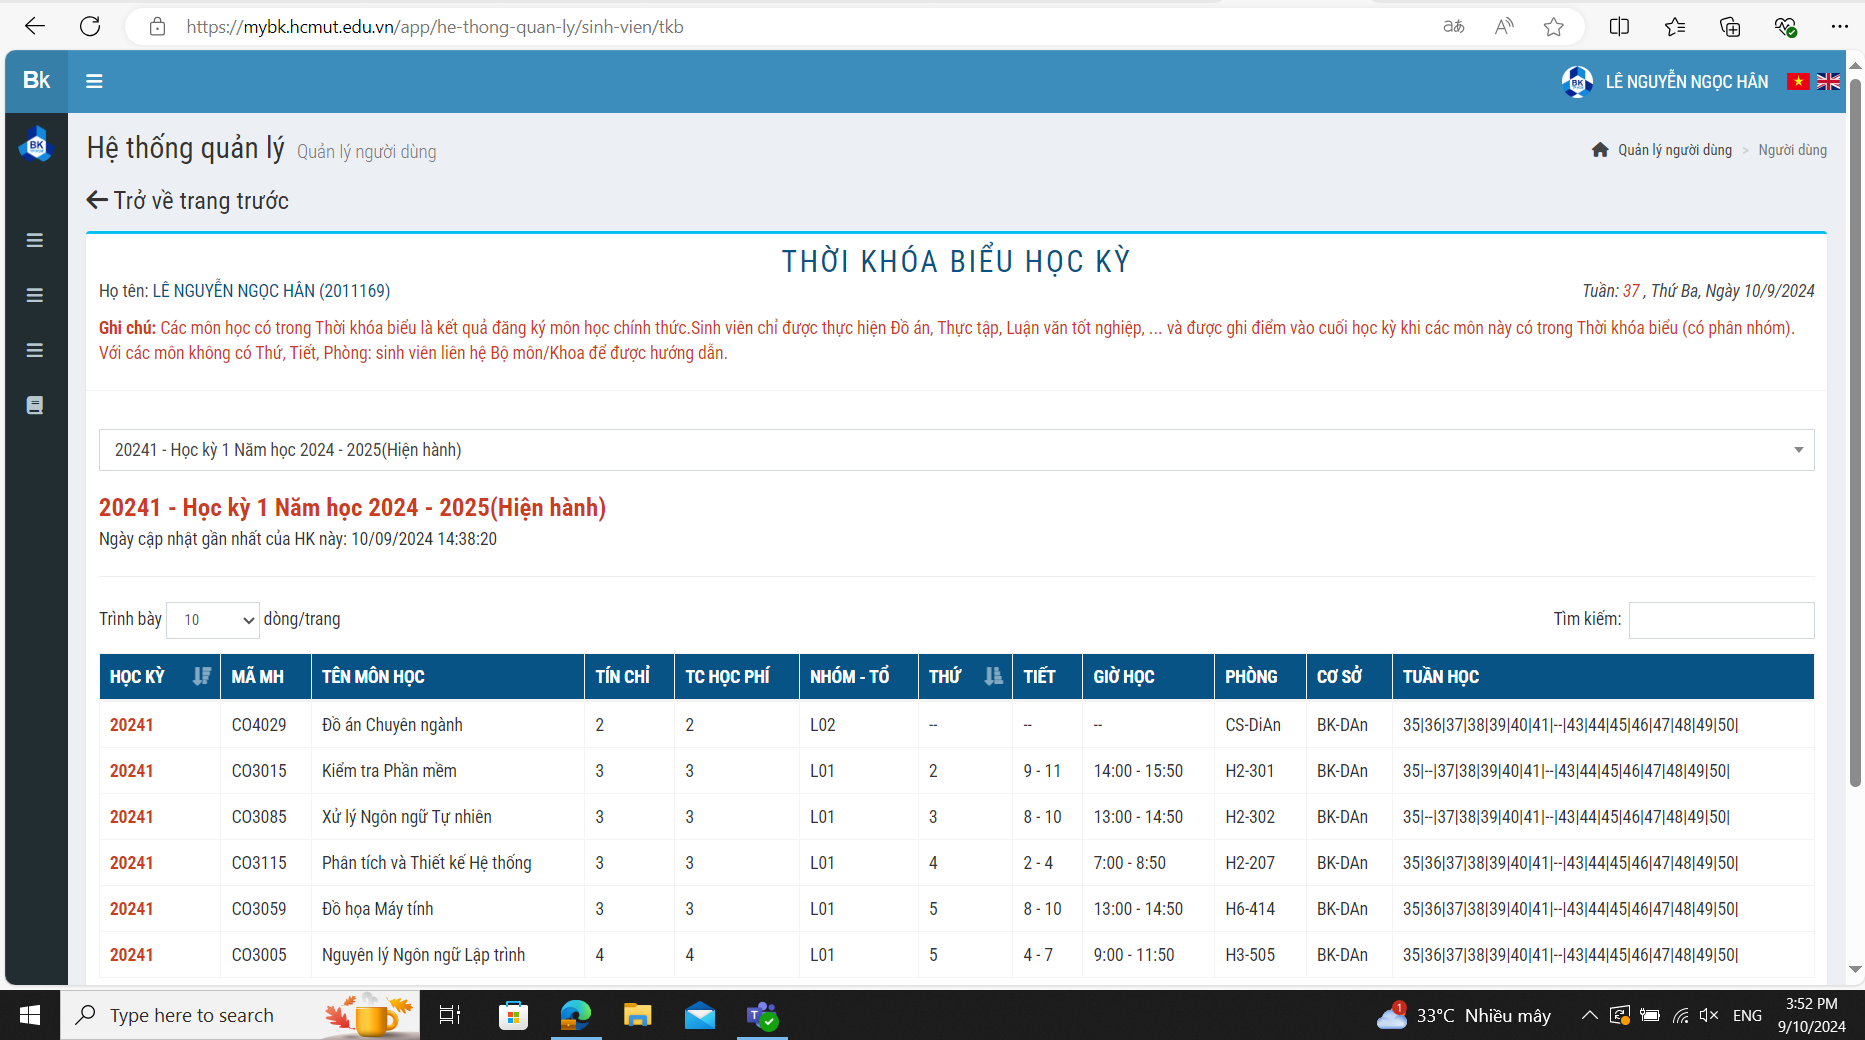 https://mybk.hcmut.edu.vn/app/he-thong-quan-ly/sinh-vien/tkb
Bk
LÊ NGUYỄN NGỌC HÂN
BK
Hệ thống quản lý Quản lý người dùng
Quản lý người dùng > Người dùng
Trở về trang trước
THỜI KHÓA BIỂU HỌC KỲ
Họ tên: LÊ NGUYỄN NGỌC HÂN (2011169)
Tuần: 37 , Thứ Ba, Ngày 10/9/2024
Ghi chú: Các môn học có trong Thời khóa biểu là kết quả đăng ký môn học chính thức.Sinh viên chỉ được thực hiện Đồ án, Thực tập, Luận văn tốt nghiệp, ... và được ghi điểm vào cuối học kỳ khi các môn này có trong Thời khóa biểu (có phân nhóm).
Với các môn không có Thứ, Tiết, Phòng: sinh viên liên hệ Bộ môn/Khoa để được hướng dẫn.
20241 - Học kỳ 1 Năm học 2024 - 2025(Hiện hành)
20241 - Học kỳ 1 Năm học 2024 - 2025(Hiện hành)
Ngày cập nhật gần nhất của HK này: 10/09/2024 14:38:20
Trình bày 10 dòng/trang
Tìm kiếm:
HỌC KỲ MÃ MH TÊN MÔN HỌC TÍN CHỈ TC HỌC PHÍ NHÓM - TỔ THỨ TIẾT GIỜ HỌC PHÒNG CƠ SỞ TUẦN HỌC
20241 CO4029 Đồ án Chuyên ngành 2 2 L02 -- -- -- CS-DiAn BK-DAn 35|36|37|38|39|40|41|--|43|44|45|46|47|48|49|50|
20241 CO3015 Kiểm tra Phần mềm 3 3 L01 2 9 - 11 14:00 - 15:50 H2-301 BK-DAn 35|--|37|38|39|40|41|--|43|44|45|46|47|48|49|50|
20241 CO3085 Xử lý Ngôn ngữ Tự nhiên 3 3 L01 3 8 - 10 13:00 - 14:50 H2-302 BK-DAn 35|--|37|38|39|40|41|--|43|44|45|46|47|48|49|50|
20241 CO3115 Phân tích và Thiết kế Hệ thống 3 3 L01 4 2 - 4 7:00 - 8:50 H2-207 BK-DAn 35|36|37|38|39|40|41|--|43|44|45|46|47|48|49|50|
20241 CO3059 Đồ họa Máy tính 3 3 L01 5 8 - 10 13:00 - 14:50 H6-414 BK-DAn 35|36|37|38|39|40|41|--|43|44|45|46|47|48|49|50|
20241 CO3005 Nguyên lý Ngôn ngữ Lập trình 4 4 L01 5 4 - 7 9:00 - 11:50 H3-505 BK-DAn 35|36|37|38|39|40|41|--|43|44|45|46|47|48|49|50|
Type here to search
1
33°C Nhiều mây
ENG
3:52 PM
9/10/2024